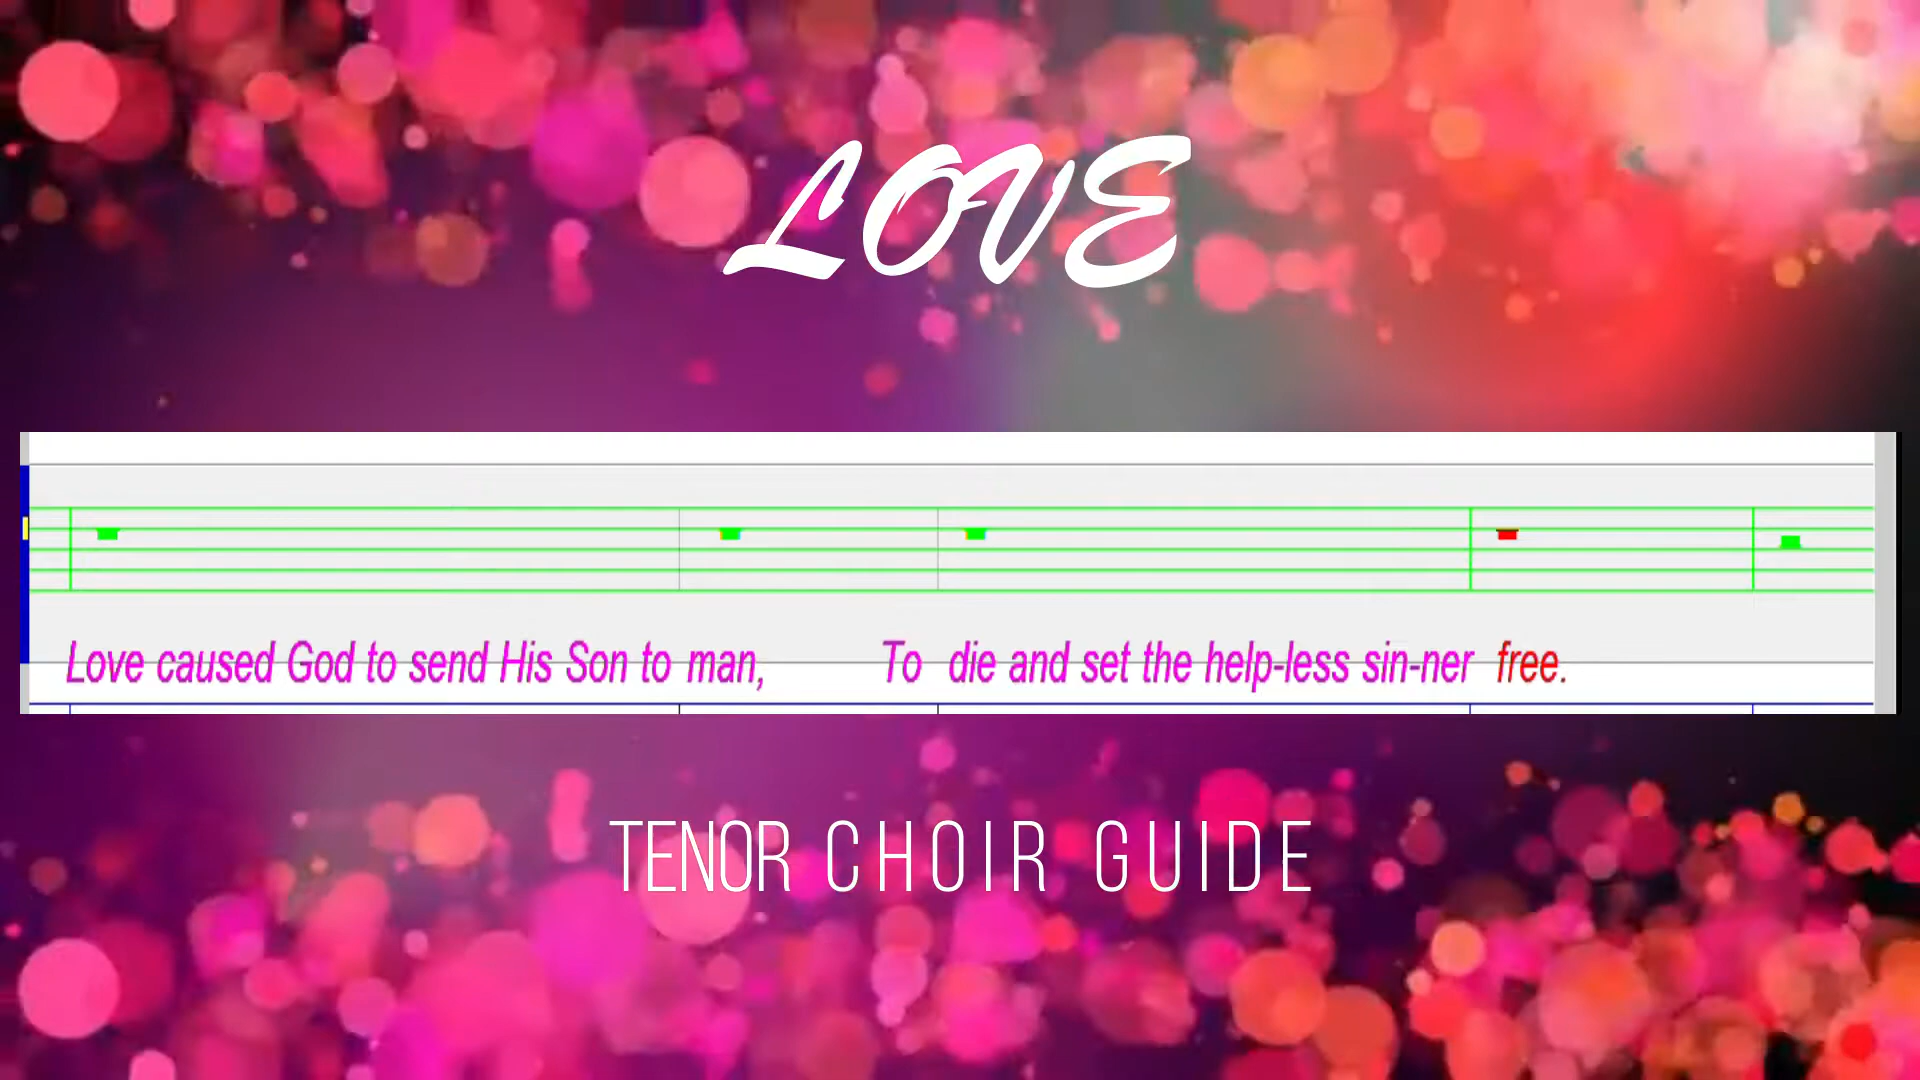 LOVE
Love caused God to send His Son to man, To die and set the help-less sin-ner free.
TENOR CHOIR GUIDE